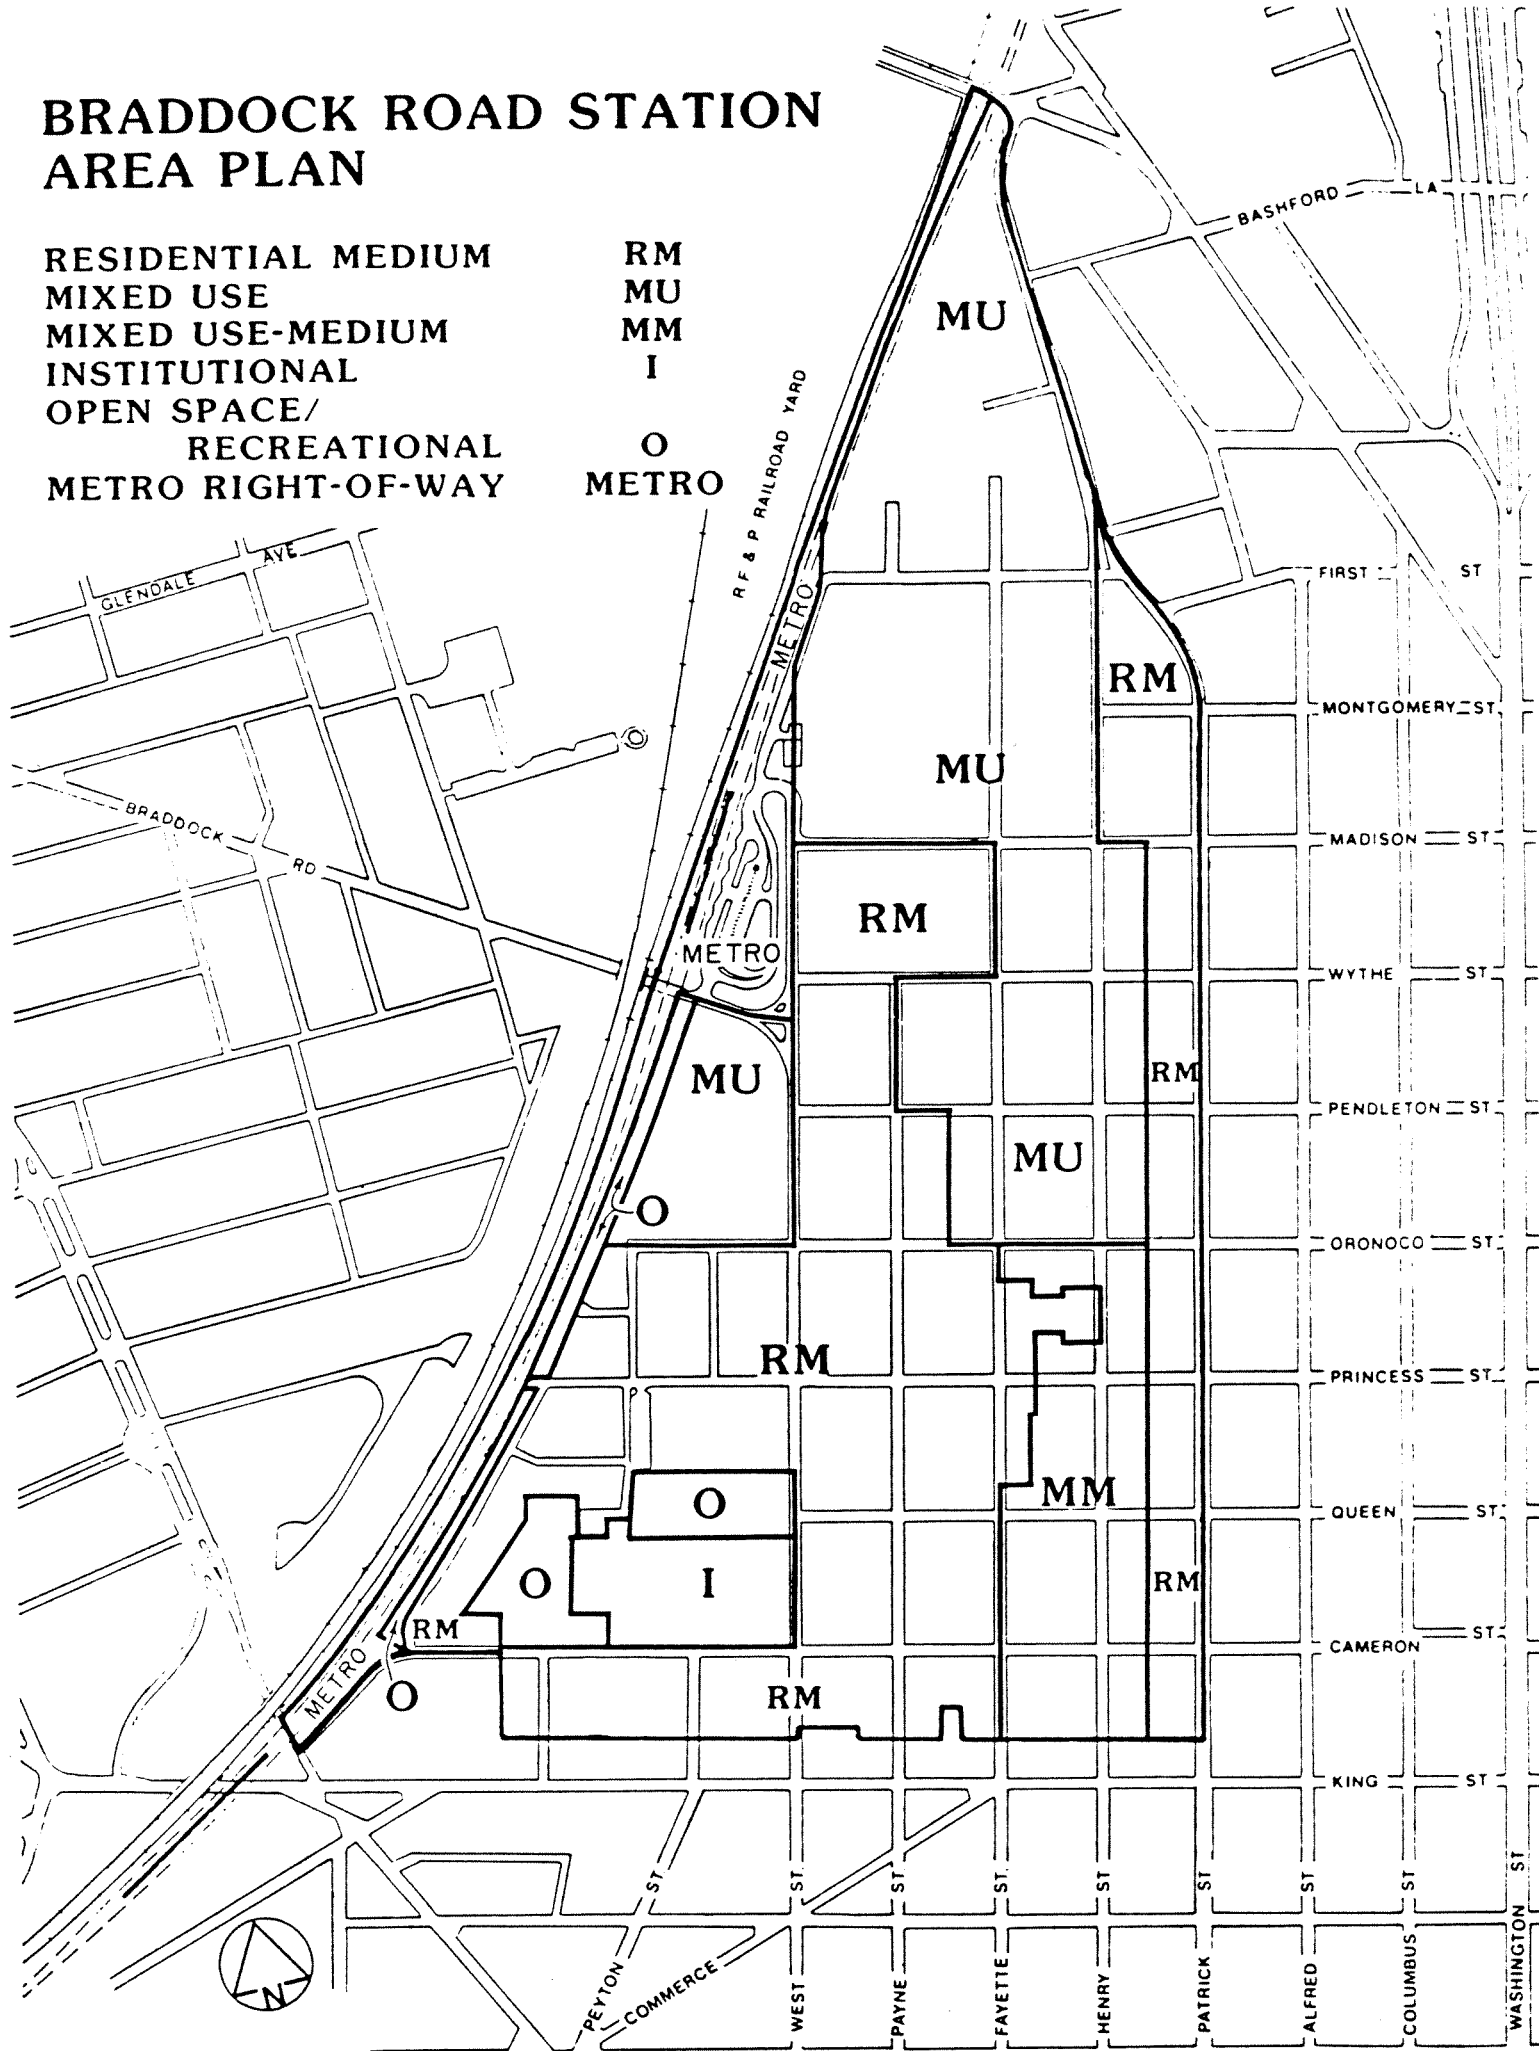 BRADDOCK ROAD STATION
AREA PLAN
RESIDENTIAL MEDIUM RM
MIXED USE MU
MIXED USE-MEDIUM MM
INSTITUTIONAL I
OPEN SPACE/
RECREATIONAL O
METRO RIGHT-OF-WAY METRO
BASHFORD LA
MU
R F & P RAILROAD YARD
GLENDALE AVE
FIRST ST
METRO
RM
MONTGOMERY ST
MU
BRADDOCK RD
MADISON ST
RM
METRO
WYTHE ST
MU
RM
PENDLETON ST
MU
O
ORONOCO ST
RM
PRINCESS ST
MM
O
QUEEN ST
O
I
RM
RM
CAMERON ST
METRO
O
RM
KING ST
N
PEYTON ST
COMMERCE
WEST ST
PAYNE ST
FAYETTE ST
HENRY ST
PATRICK ST
ALFRED ST
COLUMBUS ST
WASHINGTON ST